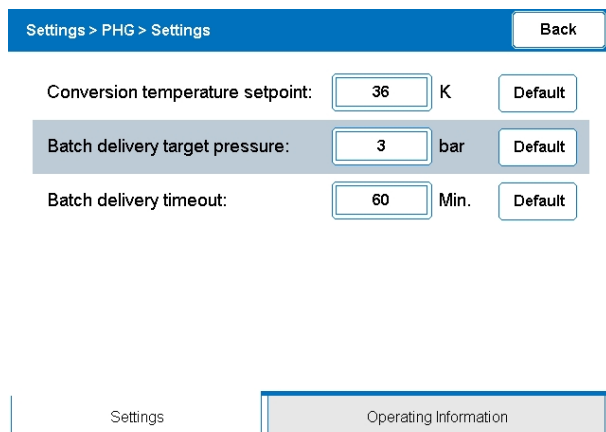 Settings > PHG > Settings Back
Conversion temperature setpoint: 36 K Default
Batch delivery target pressure: 3 bar Default
Batch delivery timeout: 60 Min. Default
Settings Operating Information